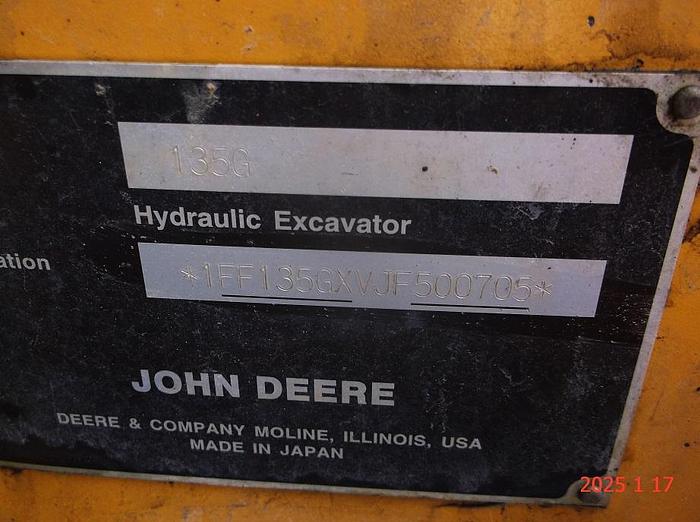 135G
Hydraulic Excavator
ation
*1FF135GXVJF500705*
JOHN DEERE
DEERE & COMPANY MOLINE, ILLINOIS, USA
MADE IN JAPAN
2025 1 17